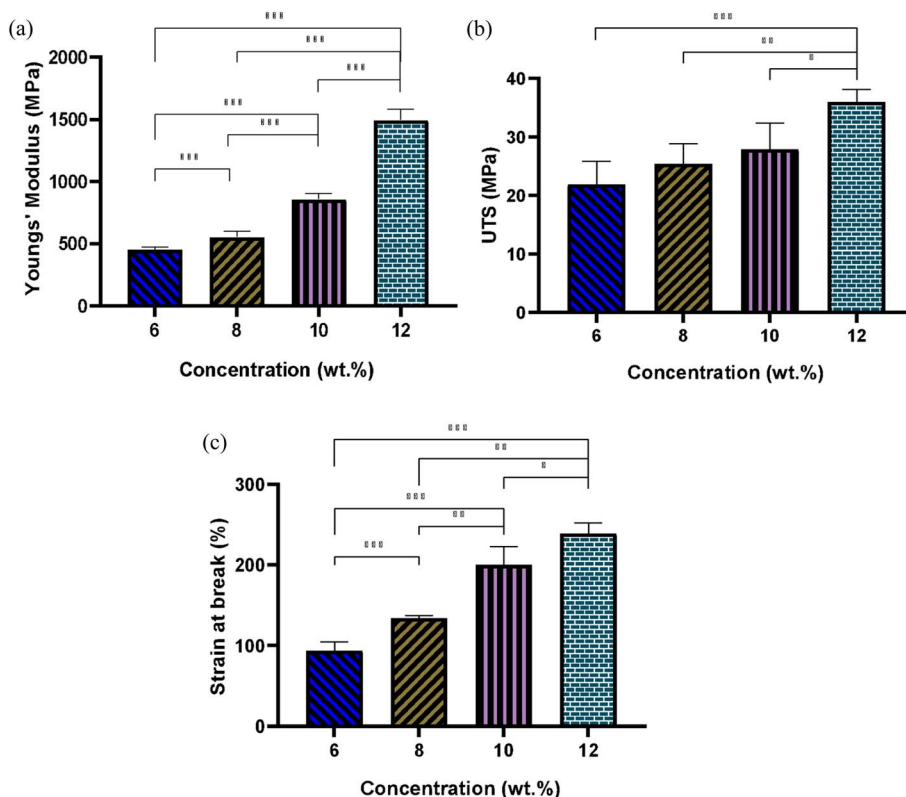 (a)
Youngs' Modulus (MPa)
2000
1500
1000
500
0
6 8 10 12
Concentration (wt.%)
(b)
UTS (MPa)
40
30
20
10
0
6 8 10 12
Concentration (wt.%)
(c)
Strain at break (%)
300
200
100
0
6 8 10 12
Concentration (wt.%)